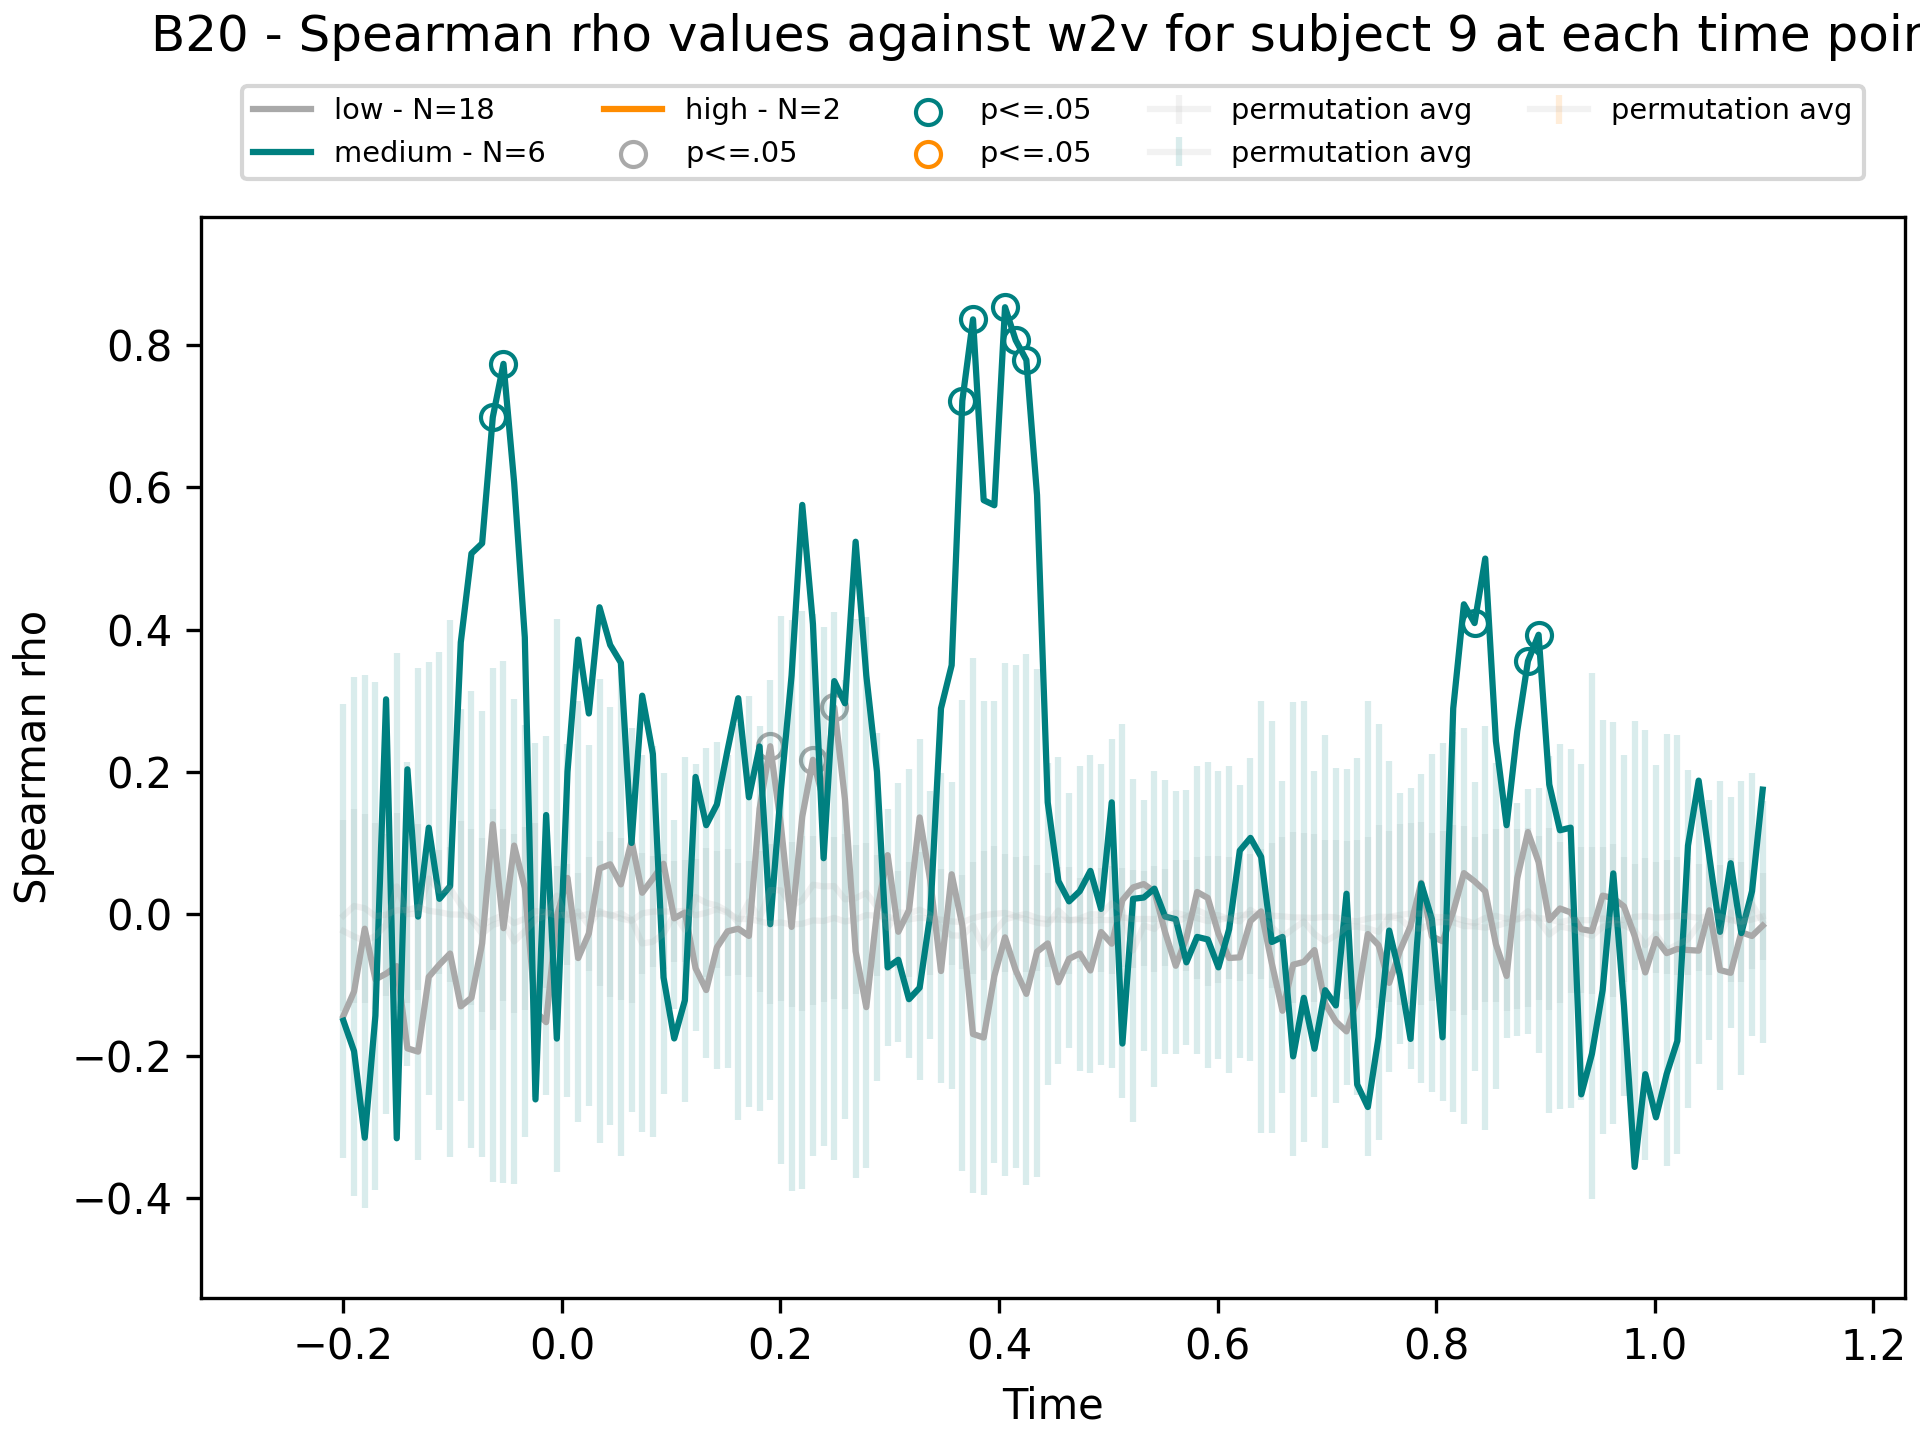 B20 - Spearman rho values against w2v for subject 9 at each time poin
low - N=18 high - N=2 p<=.05 permutation avg permutation avg
medium - N=6 p<=.05 p<=.05 permutation avg
0.8
0.6
0.4
0.2
0.0
−0.2
−0.4
Spearman rho
−0.2 0.0 0.2 0.4 0.6 0.8 1.0 1.2
Time